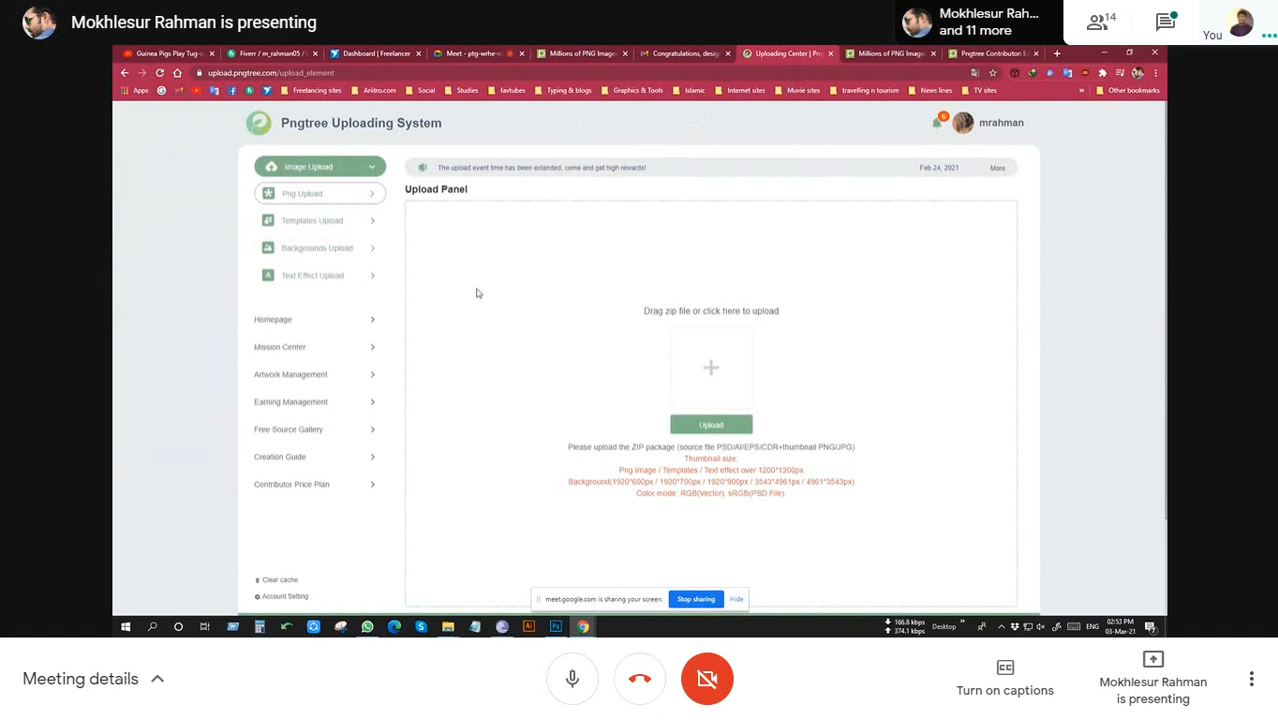 Mokhlesur Rahman is presenting
Mokhlesur Rah...
and 11 more
14
You
Guinea Pigs Play Tug-
Fiverr / m_rahman05 /
Dashboard | Freelancer
Meet - ptg-wrhe-
Millions of PNG Image
Congratulations, desig
Uploading Center | Pn
Millions of PNG Image
Pngtree Contributor: E
upload.pngtree.com/upload_element
Apps
Freelancing sites
Ariitro.com
Social
Studies
favtubes
Typing & blogs
Graphics & Tools
Islamic
Internet sites
Muvie sites
travelling n tourism
News lines
TV sites
Other bookmarks
Pngtree Uploading System
6
mrahman
Image Upload
The upload event time has been extended, come and get high rewards!
Feb 24, 2021
More
Png Upload
Upload Panel
Templates Upload
Backgrounds Upload
A
Text Effect Upload
Homepage
Mission Center
Artwork Management
Earning Management
Free Source Gallery
Creation Guide
Contributor Price Plan
Drag zip file or click here to upload
Upload
Please upload the ZIP package (source file PSD/AI/EPS/CDR+thumbnail PNG/JPG)
Thumbnail size:
Png Image / Templates / Text effect over 1200*1200px
Background(1920*600px / 1920*700px / 1920*900px / 3543*4961px / 4961*3543px)
Color mode: RGB(Vector), sRGB(PSD File).
Clear cache
Account Setting
meet.google.com is sharing your screen.
Stop sharing
Hide
166.8 kbps
374.1 kbps
Desktop
ENG
02:53 PM
03-Mar-21
Meeting details
CC
Turn on captions
Mokhlesur Rahman
is presenting